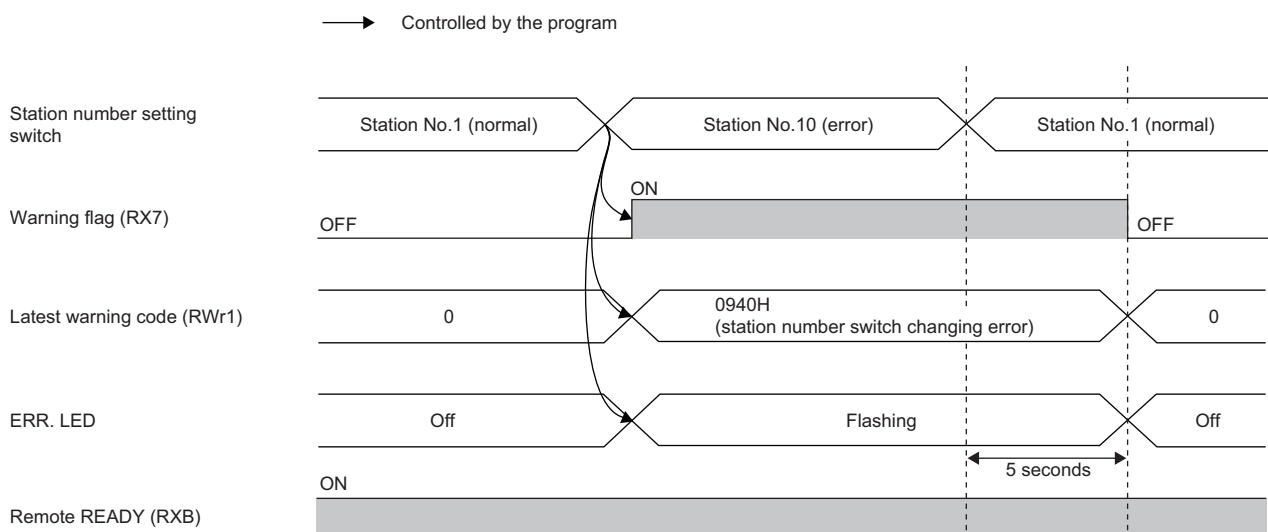 Controlled by the program
Station number setting
switch
Station No.1 (normal)
Station No.10 (error)
Station No.1 (normal)
Warning flag (RX7)
OFF
ON
OFF
Latest warning code (RWr1)
0
0940H
(station number switch changing error)
0
ERR. LED
Off
Flashing
Off
5 seconds
ON
Remote READY (RXB)